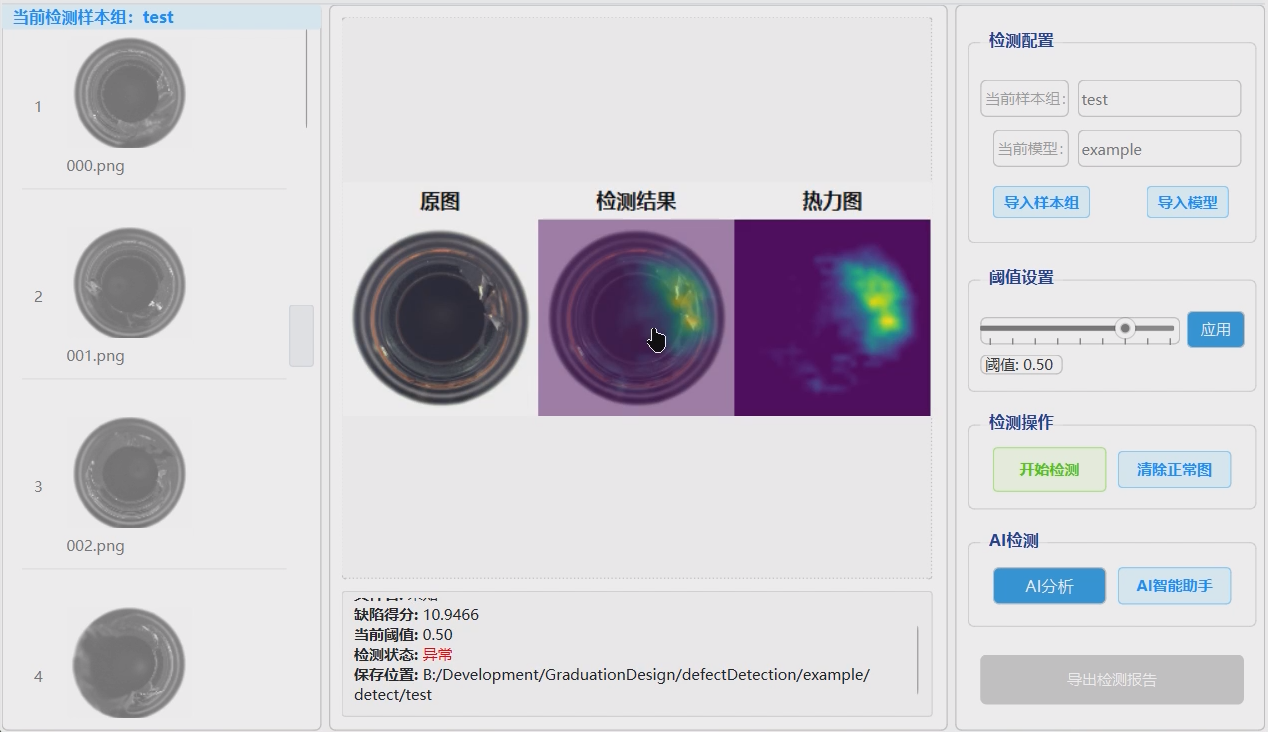 当前检测样本组：test
1
000.png
2
001.png
3
002.png
4
原图
检测结果
热力图
缺陷得分: 10.9466
当前阈值: 0.50
检测状态: 异常
保存位置: B:/Development/GraduationDesign/defectDetection/example/
detect/test
检测配置
当前样本组:
test
当前模型:
example
导入样本组
导入模型
阈值设置
应用
阈值: 0.50
检测操作
开始检测
清除正常图
AI检测
AI分析
AI智能助手
导出检测报告